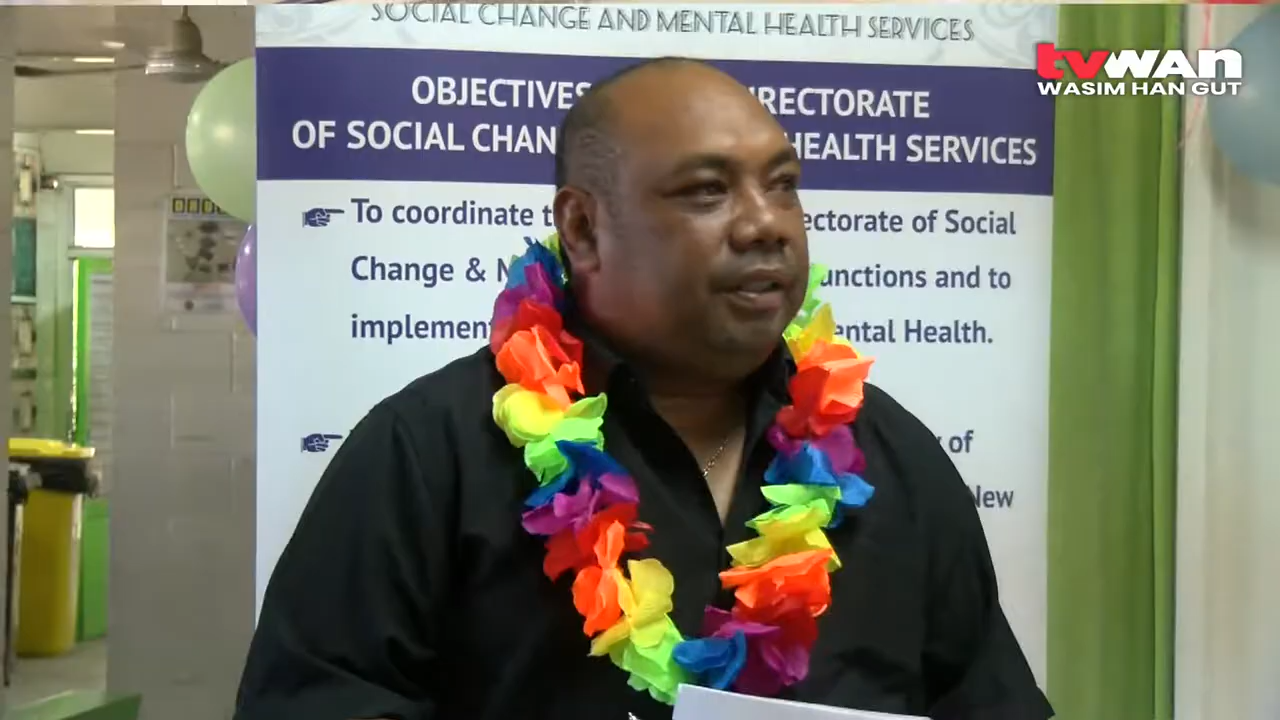 SOCIAL CHANGE AND MENTAL HEALTH SERVICES
tvwan
WASIM HAN GUT
OBJECTIVES RECTORATE
OF SOCIAL CHAN HEALTH SERVICES
To coordinate t ectorate of Social
Change & unctions and to
implement ental Health.
of
New